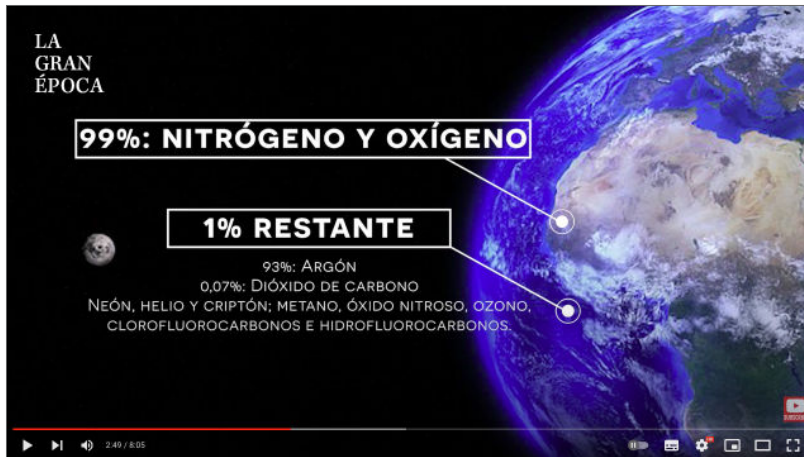 LA
GRAN
ÉPOCA
99%: NITRÓGENO Y OXÍGENO
1% RESTANTE
93%: ARGÓN
0,07%: DIÓXIDO DE CARBONO
NEÓN, HELIO Y CRIPTÓN; METANO, ÓXIDO NITROSO, OZONO,
CLOROFLUOROCARBONOS E HIDROFLUOROCARBONOS.
2:49 / 8:05